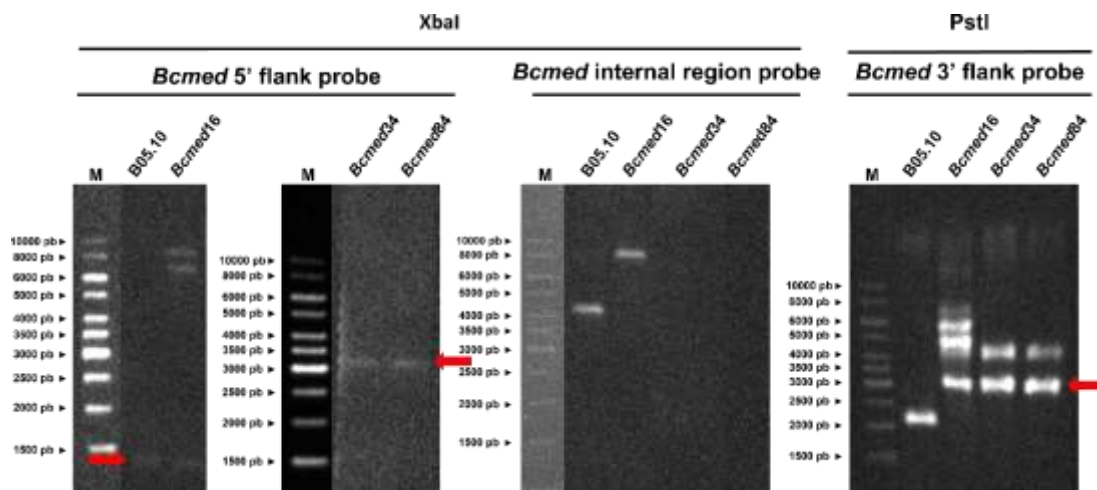 XbaI
PstI
Bcmed 5' flank probe
Bcmed internal region probe
Bcmed 3' flank probe
M
B05.10
Bcmed16
M
Bcmed34
Bcmed84
M
B05.10
Bcmed16
Bcmed34
Bcmed84
M
B05.10
Bcmed16
Bcmed34
Bcmed84
10000 pb ►
8000 pb ►
6000 pb ►
5000 pb ►
4000 pb ►
3500 pb ►
3000 pb ►
2500 pb ►
2000 pb ►
1500 pb ►
10000 pb ►
8000 pb ►
6000 pb ►
5000 pb ►
4000 pb ►
3500 pb ►
3000 pb ►
2500 pb ►
2000 pb ►
1500 pb ►
10000 pb ►
8000 pb ►
6000 pb ►
5000 pb ►
4000 pb ►
3500 pb ►
3000 pb ►
2500 pb ►
2000 pb ►
1500 pb ►
10000 pb ►
8000 pb ►
6000 pb ►
5000 pb ►
4000 pb ►
3500 pb ►
3000 pb ►
2500 pb ►
2000 pb ►
1500 pb ►